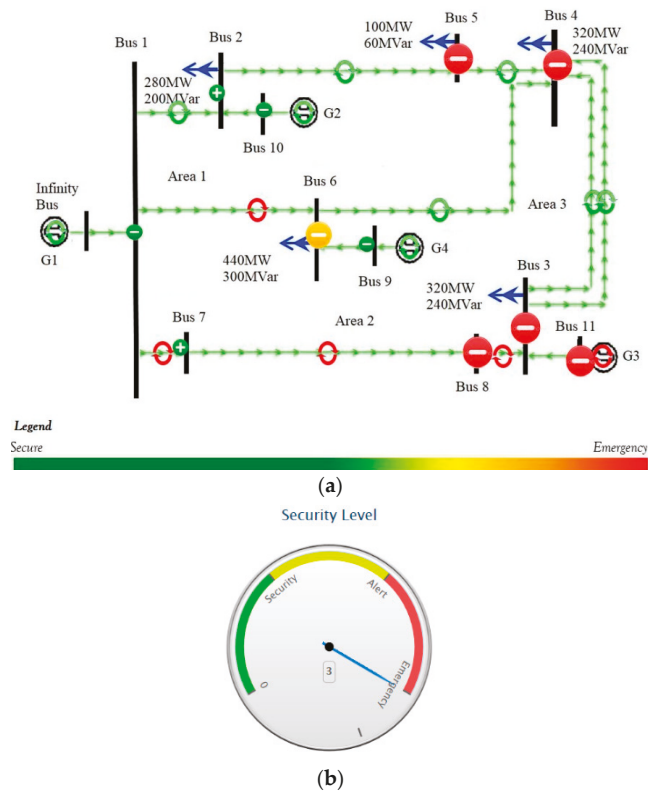 Bus 1
Bus 2
100MW
60MVar
Bus 5
Bus 4
320MW
240MVar
280MW
200MVar
G2
Bus 10
Area 1
Infinity
Bus
Bus 6
Area 3
G1
440MW
300MVar
Bus 9
G4
Bus 3
320MW
240MVar
Bus 7
Area 2
Bus 11
Bus 8
G3
Legend
Secure
Emergency
(a)
Security Level
Security
Alert
Emergency
0
3
1
(b)